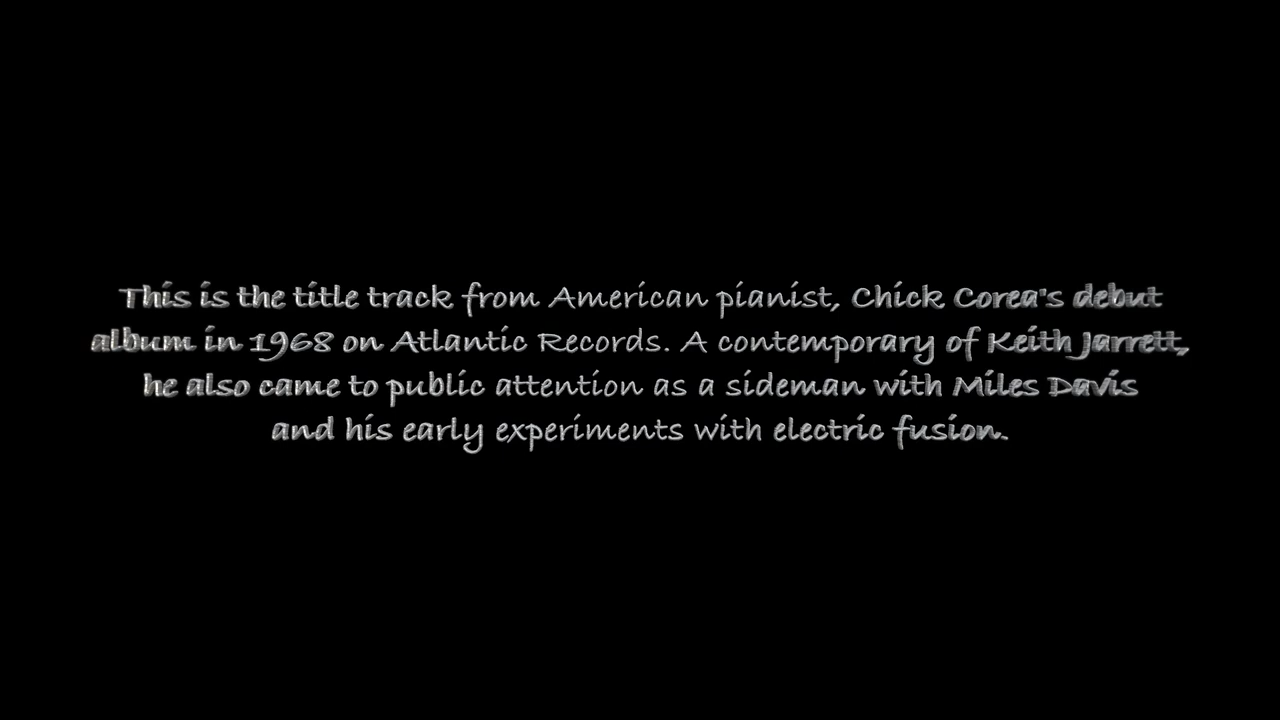 This is the title track from American pianist, Chick Corea's debut
album in 1968 on Atlantic Records. A contemporary of Keith Jarrett,
he also came to public attention as a sideman with Miles Davis
and his early experiments with electric fusion.